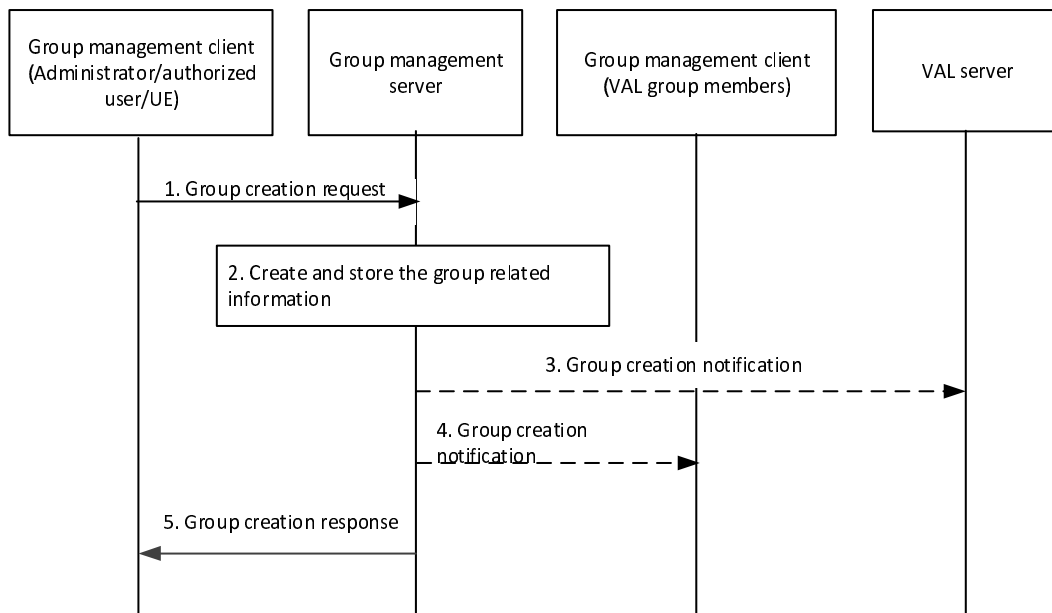 Group management client
(Administrator/authorized
user/UE)
Group management
server
Group management client
(VAL group members)
VAL server
1. Group creation request
2. Create and store the group related
information
3. Group creation notification
4. Group creation
notification
5. Group creation response